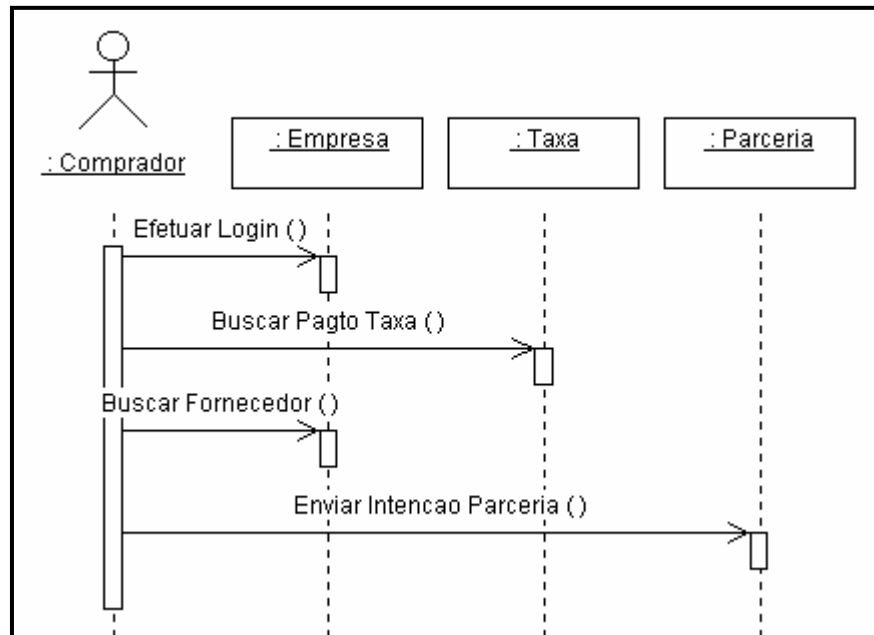 : Comprador
: Empresa
: Taxa
: Parceria
Efetuar Login ( )
Buscar Pagto Taxa ( )
Buscar Fornecedor ( )
Enviar Intencao Parceria ( )